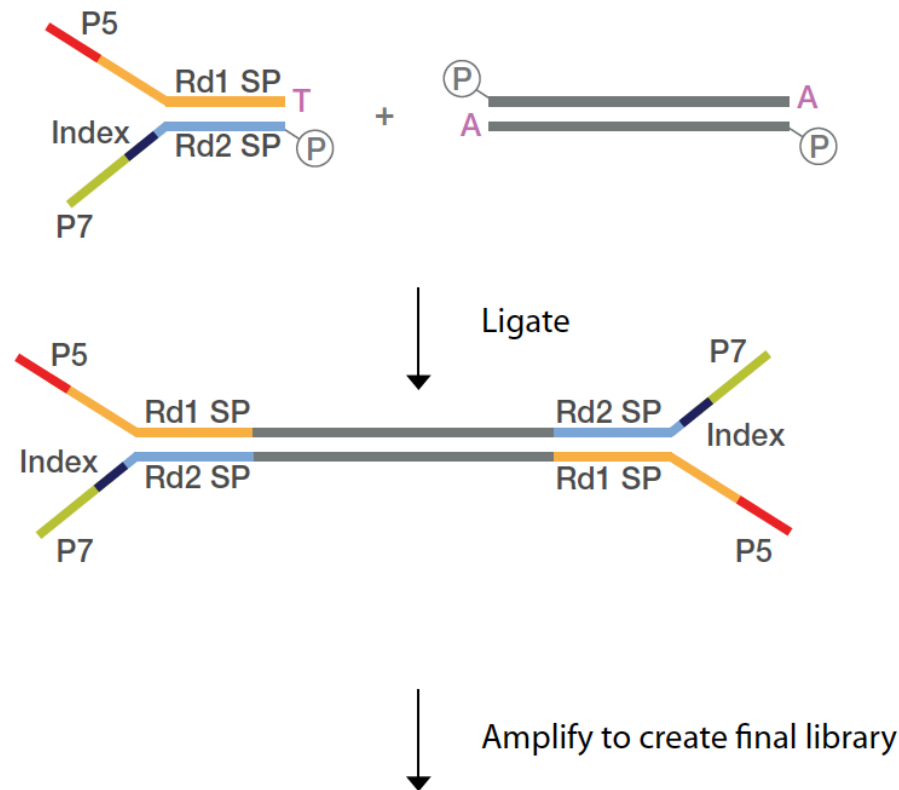 P5
Rd1 SP
T
P
A
+
A
Index
Rd2 SP
P
P
P7
Ligate
P5
P7
Rd1 SP
Rd2 SP
Index
Index
Rd2 SP
Rd1 SP
P7
P5
Amplify to create final library